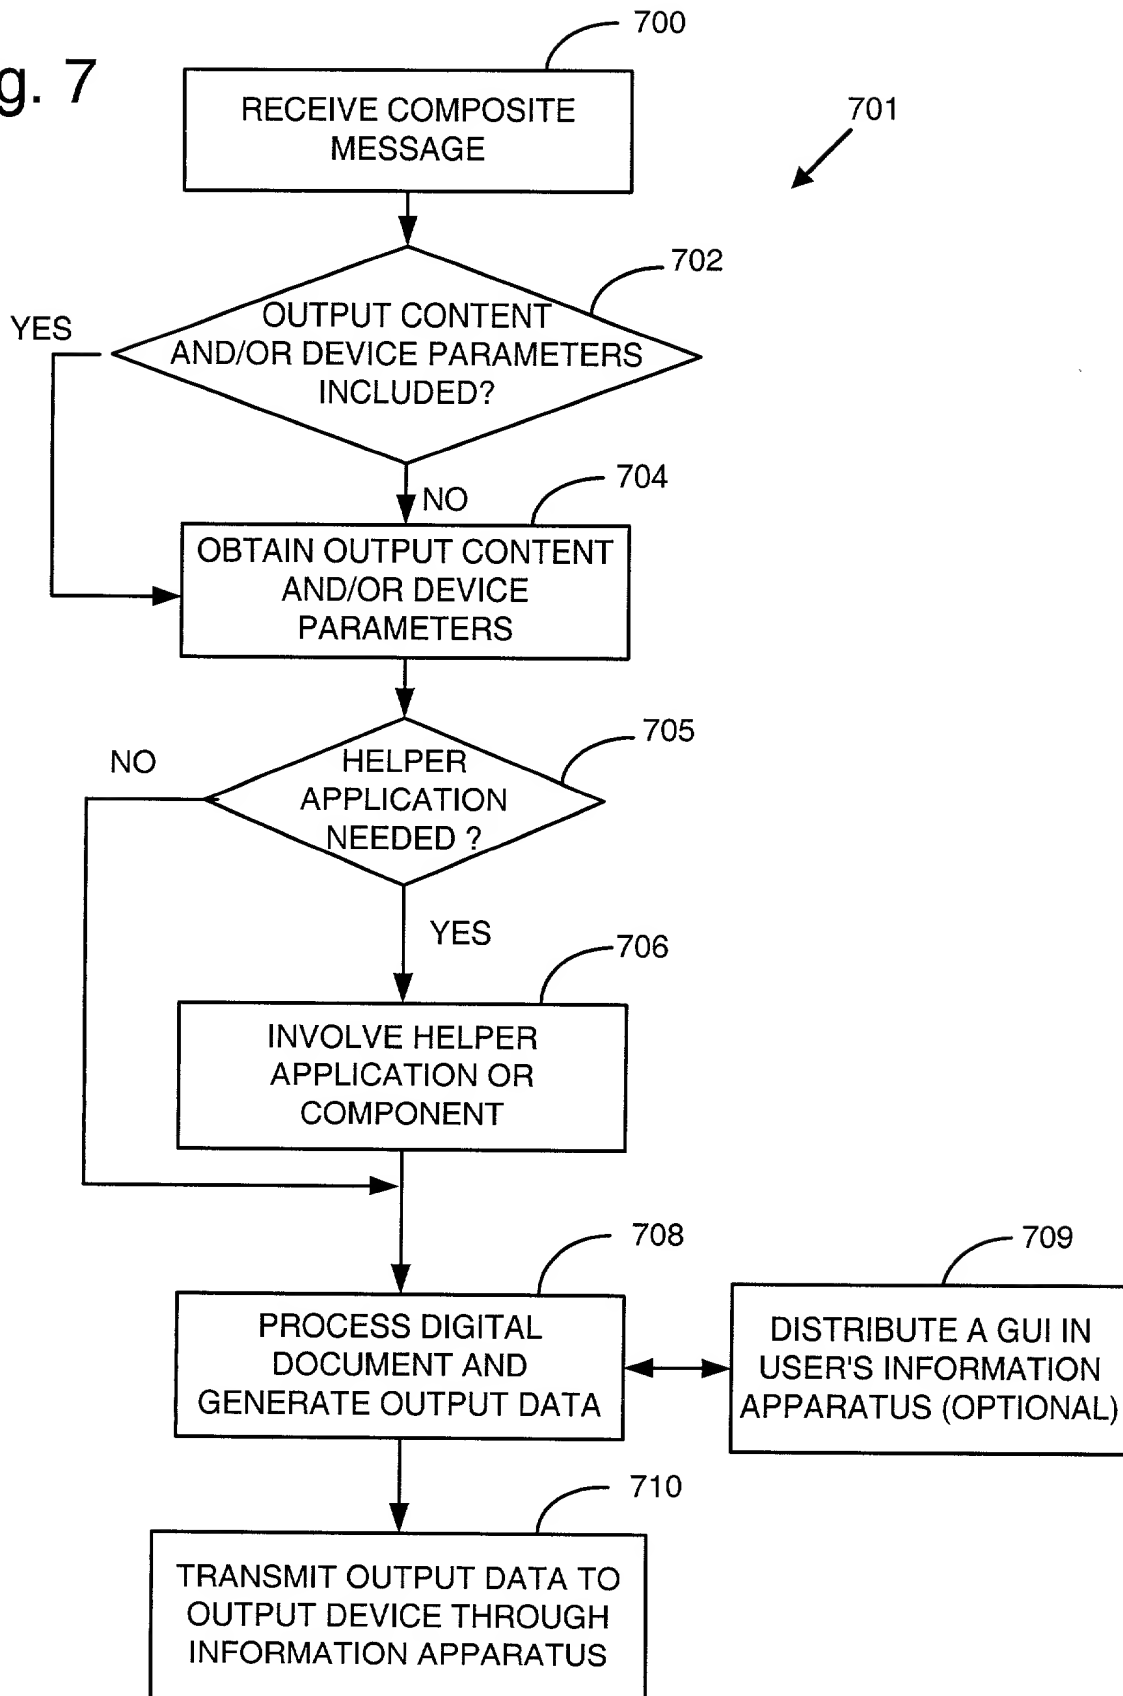 g. 7
700
RECEIVE COMPOSITE
MESSAGE
701
702
OUTPUT CONTENT
AND/OR DEVICE PARAMETERS
INCLUDED?
YES
NO
704
OBTAIN OUTPUT CONTENT
AND/OR DEVICE
PARAMETERS
705
HELPER
APPLICATION
NEEDED ?
NO
YES
706
INVOLVE HELPER
APPLICATION OR
COMPONENT
708
PROCESS DIGITAL
DOCUMENT AND
GENERATE OUTPUT DATA
709
DISTRIBUTE A GUI IN
USER'S INFORMATION
APPARATUS (OPTIONAL)
710
TRANSMIT OUTPUT DATA TO
OUTPUT DEVICE THROUGH
INFORMATION APPARATUS